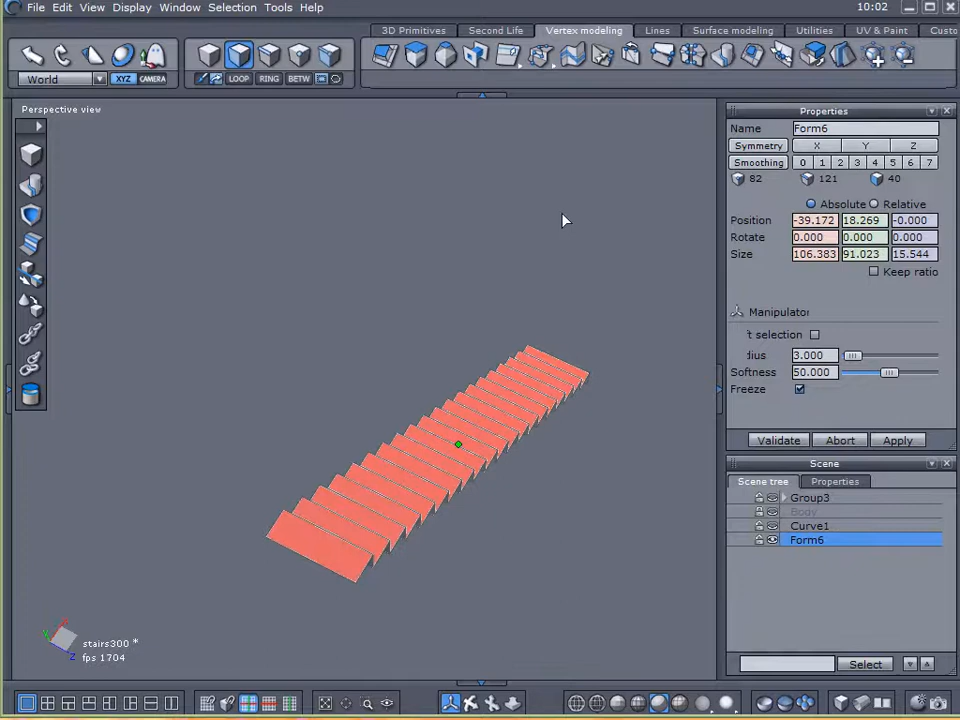 File Edit View Display Window Selection Tools Help 10:02
3D Primitives Second Life Vertex modeling Lines Surface modeling Utilities UV & Paint Custo
World XYZ CAMERA LOOP RING BETW
Perspective view
Properties
Name Form6
Symmetry X Y Z
Smoothing 0 1 2 3 4 5 6 7
82 121 40
Absolute Relative
Position -39.172 18.269 -0.000
Rotate 0.000 0.000 0.000
Size 106.383 91.023 15.544
Keep ratio
Manipulator
t selection
dius 3.000
Softness 50.000
Freeze
Validate Abort Apply
Scene
Scene tree Properties
Group3
Body
Curve1
Form6
Select
Y X Z
stairs300 *
fps 1704